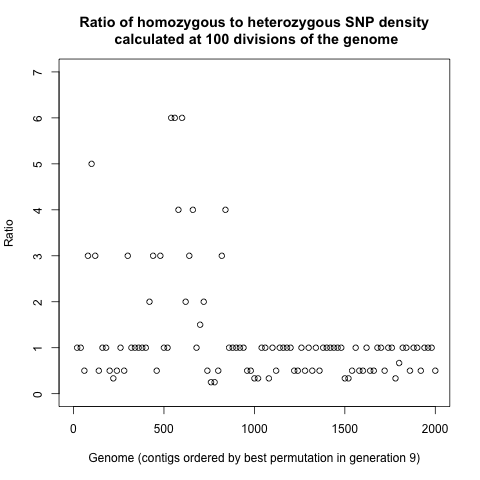 Ratio of homozygous to heterozygous SNP density
calculated at 100 divisions of the genome
7
6
5
4
3
2
1
0
Ratio
0 500 1000 1500 2000
Genome (contigs ordered by best permutation in generation 9)